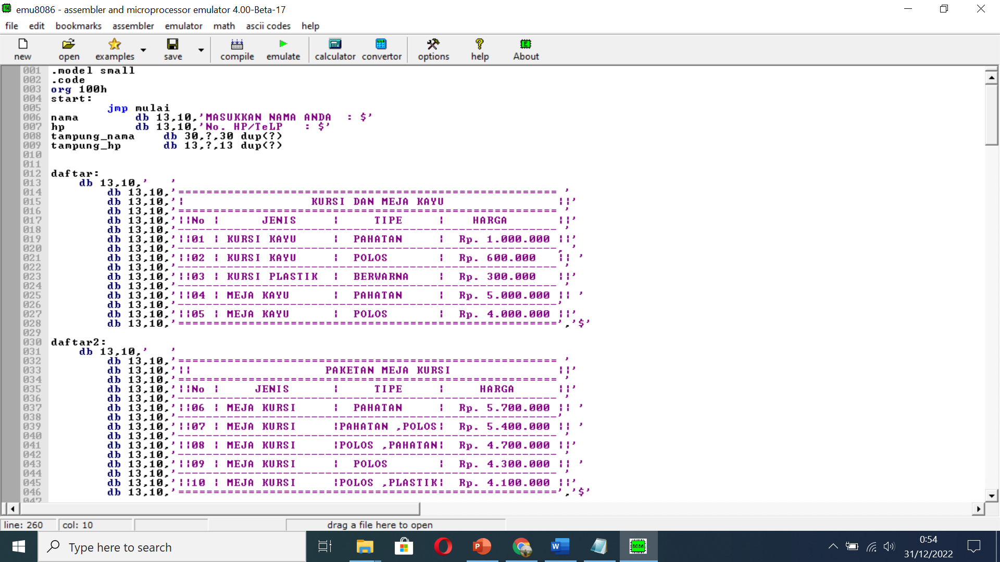 emu8086 - assembler and microprocessor emulator 4.00-Beta-17
file edit bookmarks assembler emulator math ascii codes help
new open examples save compile emulate calculator convertor options help About
001 .model small
002 .code
003 org 100h
004 start:
005 jmp mulai
006 nama db 13,10,'MASUKKAN NAMA ANDA : $'
007 hp db 13,10,'No. HP/TeLP : $'
008 tampung_nama db 30,?,30 dup(?)
009 tampung_hp db 13,?,13 dup(?)
010
011
012 daftar:
013 db 13,10,' '
014 db 13,10,'====================================================== '
015 db 13,10,'| KURSI DAN MEJA KAYU ||'
016 db 13,10,'====================================================== '
017 db 13,10,'||No | JENIS | TIPE | HARGA ||'
018 db 13,10,'------------------------------------------------------ '
019 db 13,10,'||01 | KURSI KAYU | PAHATAN | Rp. 1.000.000 ||'
020 db 13,10,'------------------------------------------------------ '
021 db 13,10,'||02 | KURSI KAYU | POLOS | Rp. 600.000 || '
022 db 13,10,'------------------------------------------------------ '
023 db 13,10,'||03 | KURSI PLASTIK | BERWARNA | Rp. 300.000 ||'
024 db 13,10,'------------------------------------------------------ '
025 db 13,10,'||04 | MEJA KAYU | PAHATAN | Rp. 5.000.000 || '
026 db 13,10,'------------------------------------------------------'
027 db 13,10,'||05 | MEJA KAYU | POLOS | Rp. 4.000.000 ||'
028 db 13,10,'======================================================','$'
029
030 daftar2:
031 db 13,10,' '
032 db 13,10,'====================================================== '
033 db 13,10,'|| PAKETAN MEJA KURSI ||'
034 db 13,10,'====================================================== '
035 db 13,10,'||No | JENIS | TIPE | HARGA ||'
036 db 13,10,'------------------------------------------------------ '
037 db 13,10,'||06 | MEJA KURSI | PAHATAN | Rp. 5.700.000 || '
038 db 13,10,'------------------------------------------------------'
039 db 13,10,'||07 | MEJA KURSI |PAHATAN ,POLOS| Rp. 5.400.000 || '
040 db 13,10,'------------------------------------------------------ '
041 db 13,10,'||08 | MEJA KURSI |POLOS ,PAHATAN| Rp. 4.700.000 ||'
042 db 13,10,'------------------------------------------------------ '
043 db 13,10,'||09 | MEJA KURSI | POLOS | Rp. 4.300.000 || '
044 db 13,10,'------------------------------------------------------ '
045 db 13,10,'||10 | MEJA KURSI |POLOS ,PLASTIK| Rp. 4.100.000 ||'
046 db 13,10,'======================================================','$'
047
line: 260 col: 10 drag a file here to open
Type here to search
0:54
31/12/2022